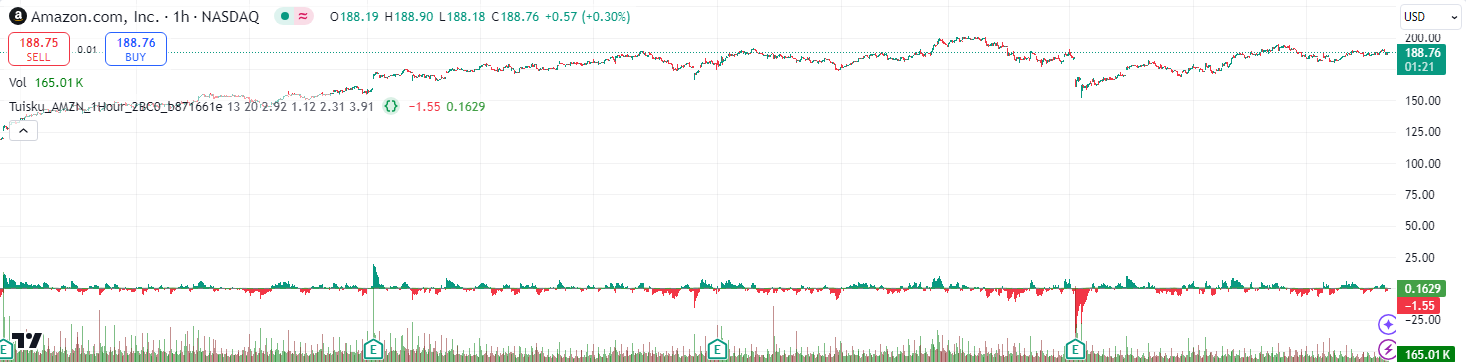 a Amazon.com, Inc. · 1h · NASDAQ ≈ O188.19 H188.90 L188.18 C188.76 +0.57 (+0.30%)
USD
188.75 SELL 0.01 188.76 BUY
Vol 165.01 K
Tuisku_AMZN_1Hour_2BC0_b871661e 13 20 2.92 1.12 2.31 3.91 {} −1.55 0.1629
200.00
188.76
01:21
150.00
125.00
100.00
75.00
50.00
25.00
0.1629
−1.55
−25.00
165.01 K
E E E E